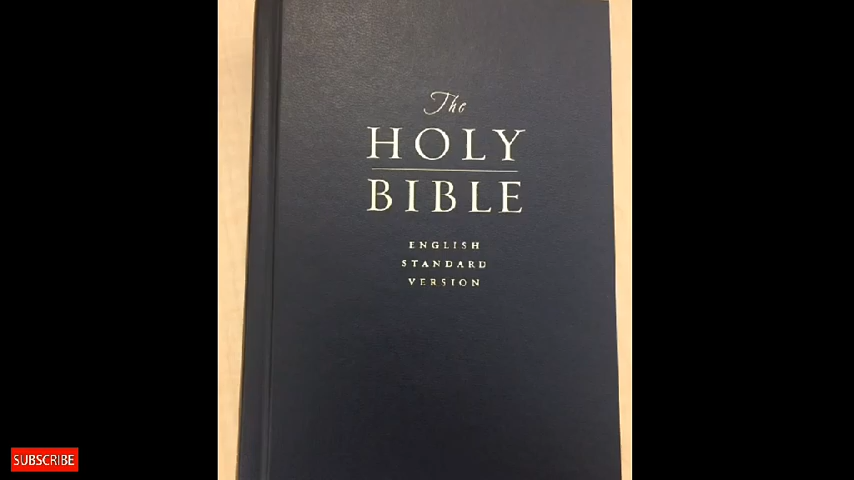 The
HOLY
BIBLE
ENGLISH
STANDARD
VERSION
SUBSCRIBE